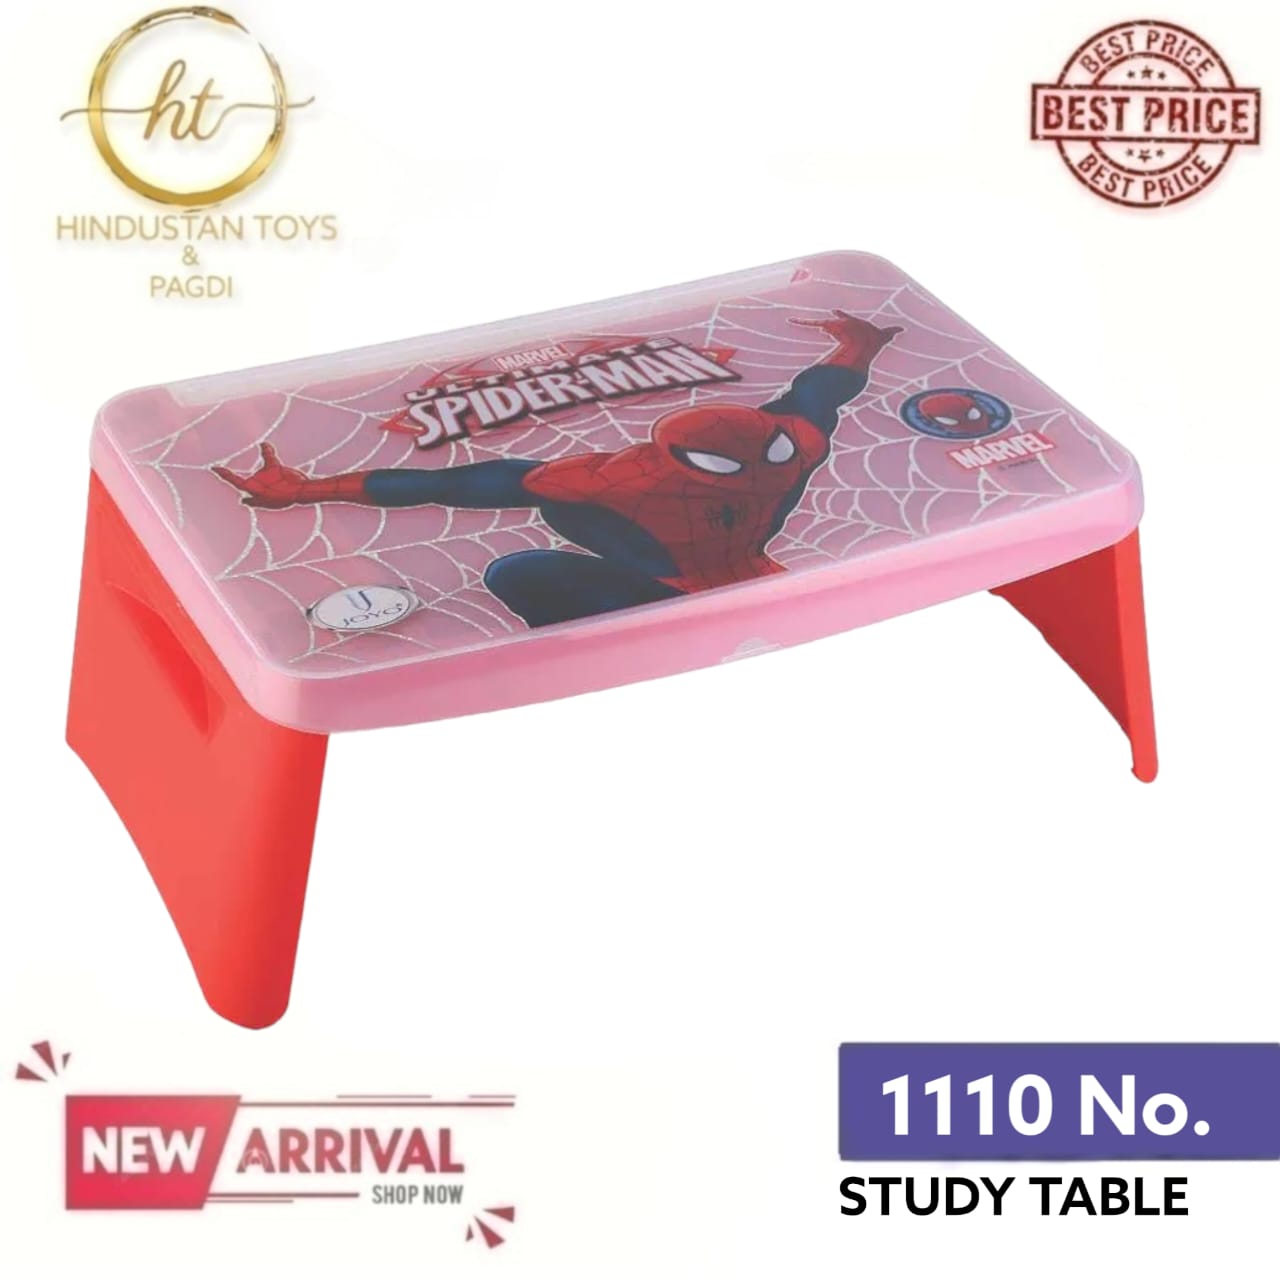 ht
HINDUSTAN TOYS
&
PAGDI
BEST PRICE
BEST PRICE
BEST PRICE
MARVEL
ULTIMATE
SPIDER-MAN
MARVEL
JOYO
NEW ARRIVAL
SHOP NOW
1110 No.
STUDY TABLE